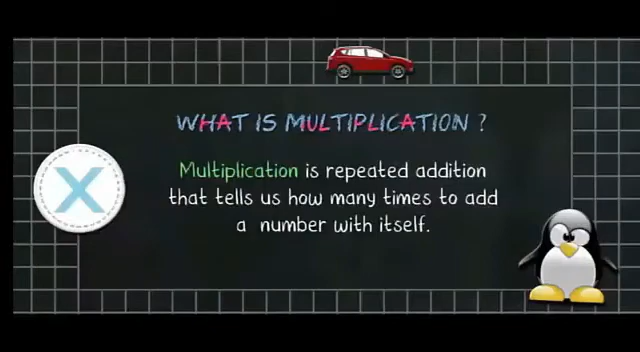 WHAT IS MULTIPLICATION ?
Multiplication is repeated addition
that tells us how many times to add
a number with itself.
X